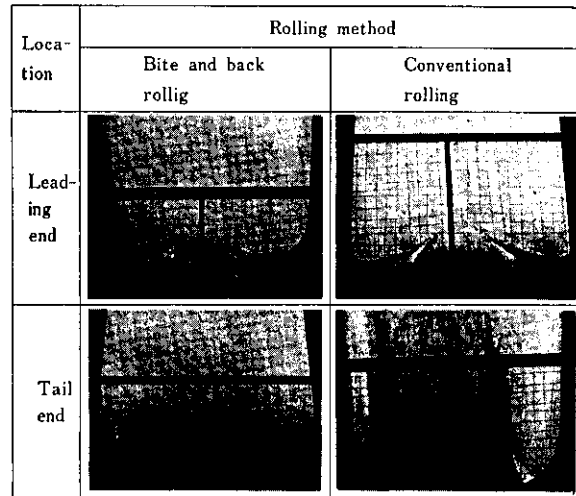 Loca-
tion
Rolling method
Bite and back
rollig
Conventional
rolling
Lead-
ing
end
Tail
end